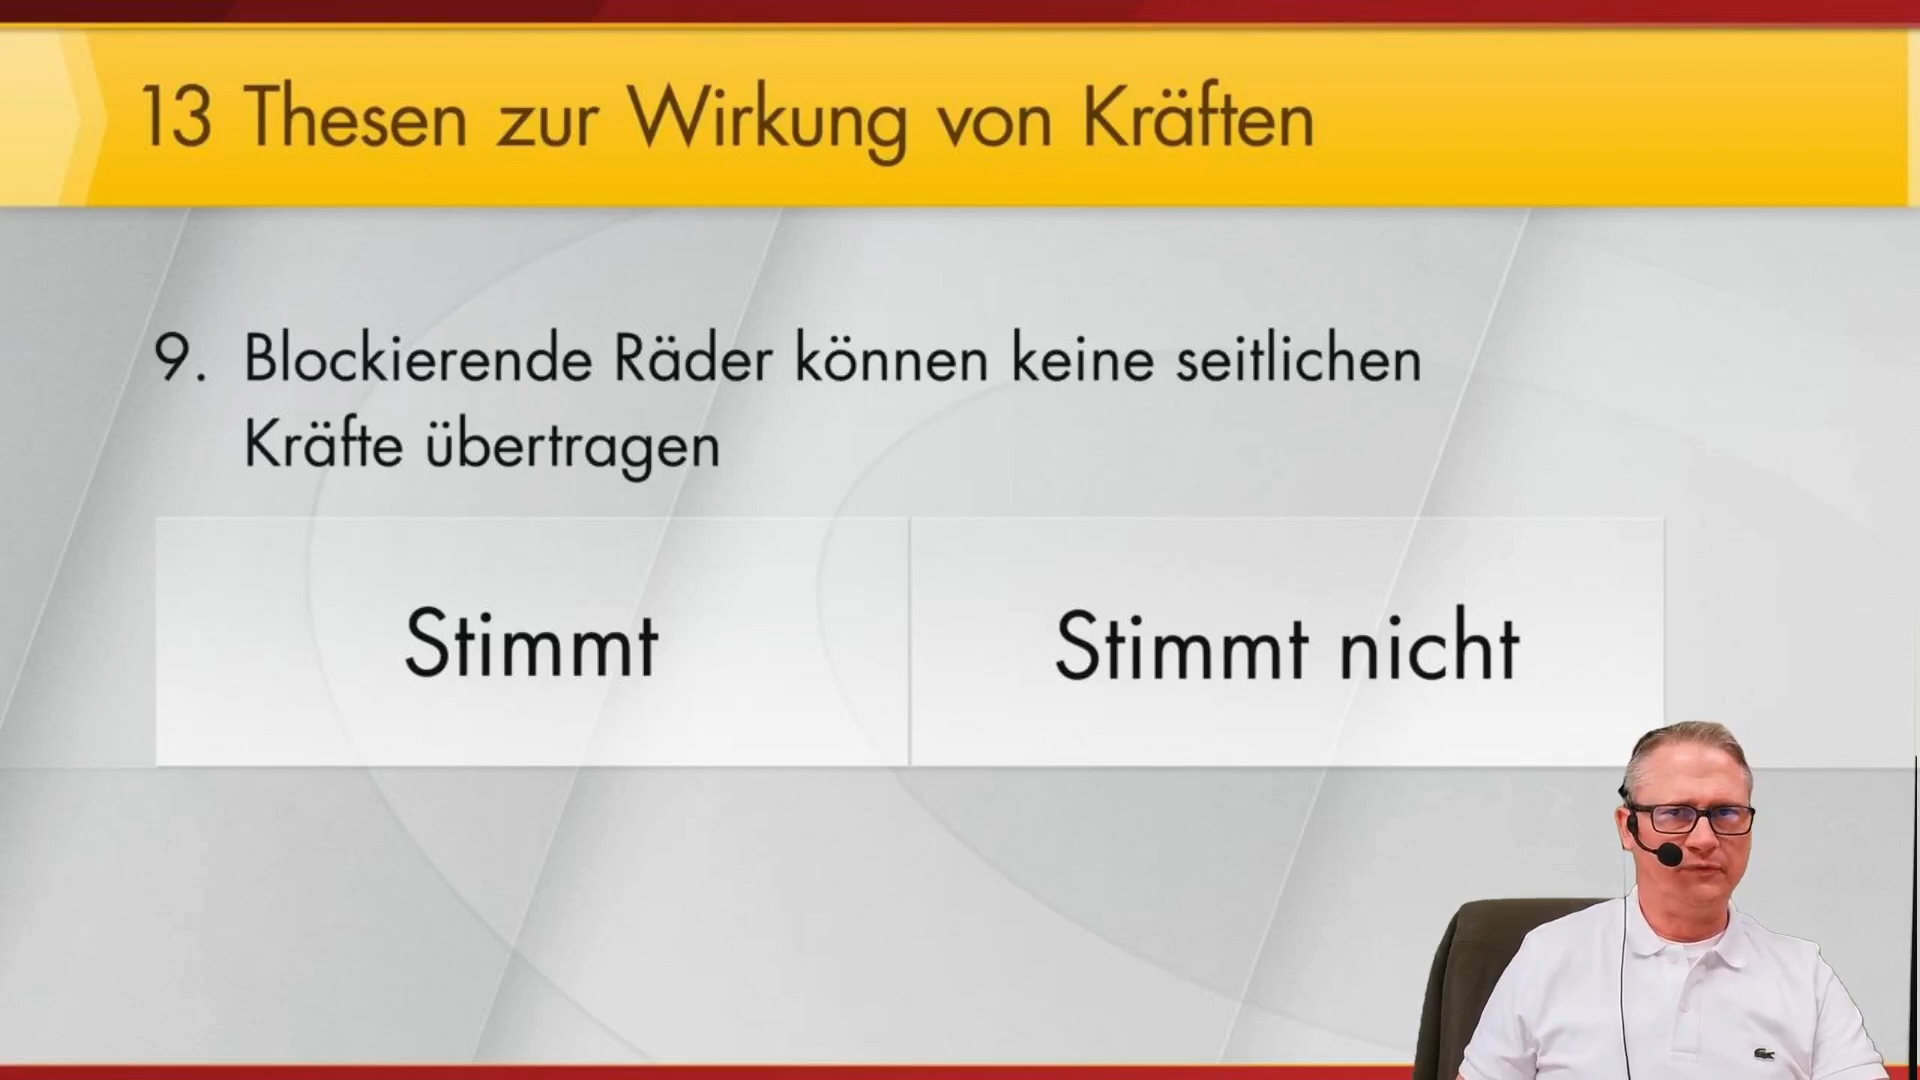 13 Thesen zur Wirkung von Kräften
9. Blockierende Räder können keine seitlichen
Kräfte übertragen
Stimmt
Stimmt nicht